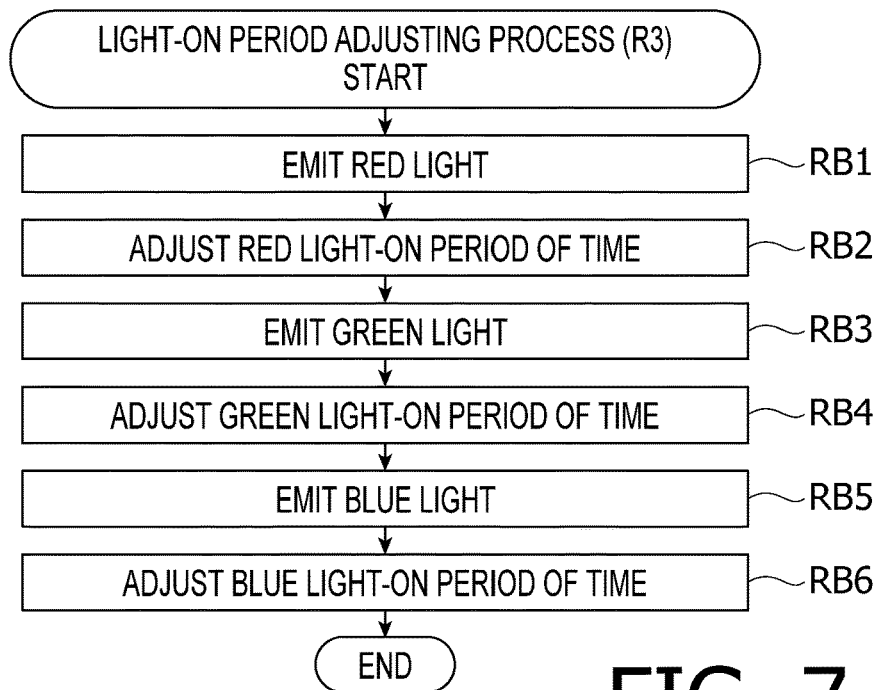 LIGHT-ON PERIOD ADJUSTING PROCESS (R3)
START
EMIT RED LIGHT
RB1
ADJUST RED LIGHT-ON PERIOD OF TIME
RB2
EMIT GREEN LIGHT
RB3
ADJUST GREEN LIGHT-ON PERIOD OF TIME
RB4
EMIT BLUE LIGHT
RB5
ADJUST BLUE LIGHT-ON PERIOD OF TIME
RB6
END
FIG. 7